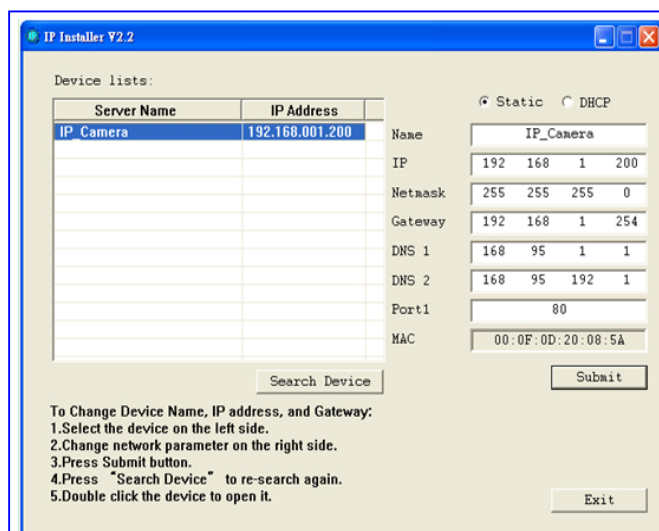 IP Installer V2.2
Device lists:
Server Name IP Address
IP_Camera 192.168.001.200
Static DHCP
Name IP_Camera
IP 192 168 1 200
Netmask 255 255 255 0
Gateway 192 168 1 254
DNS 1 168 95 1 1
DNS 2 168 95 192 1
Port1 80
MAC 00:0F:0D:20:08:5A
Search Device
Submit
To Change Device Name, IP address, and Gateway:
1.Select the device on the left side.
2.Change network parameter on the right side.
3.Press Submit button.
4.Press “Search Device” to re-search again.
5.Double click the device to open it.
Exit